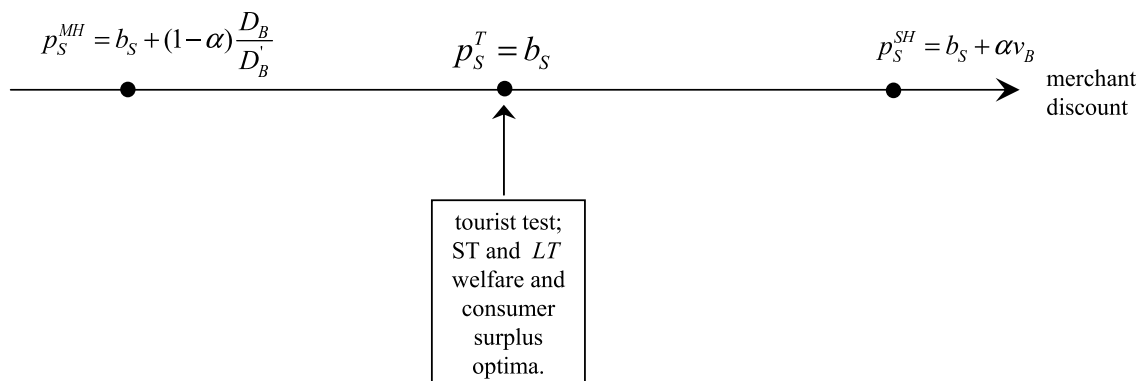 p_S^{MH} = b_S + (1−α) D_B / D_B^'
p_S^T = b_S
p_S^{SH} = b_S + αv_B
merchant
discount
tourist test;
ST and LT
welfare and
consumer
surplus
optima.